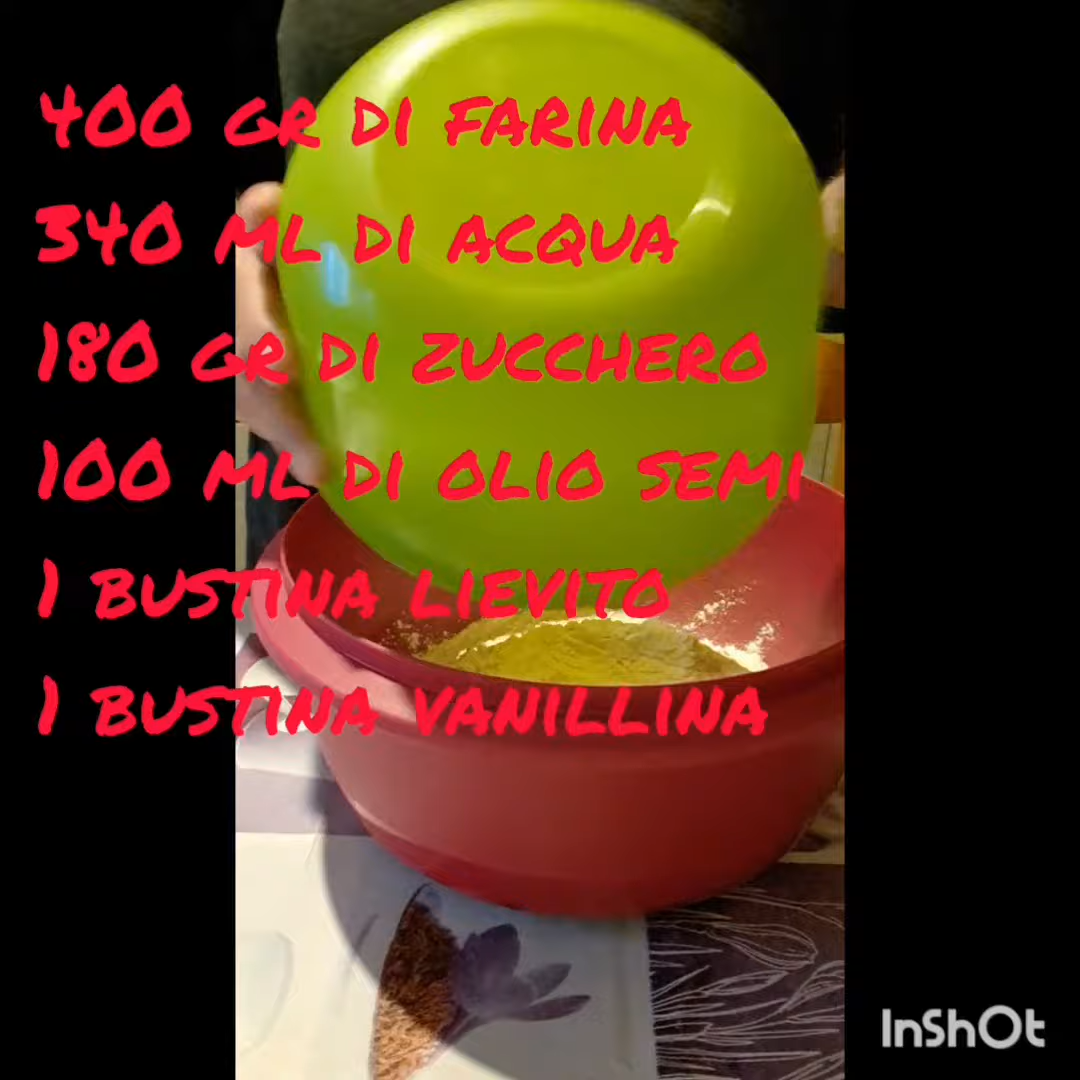 400 GR DI FARINA
340 ML DI ACQUA
180 GR DI ZUCCHERO
100 ML DI OLIO SEMI
1 BUSTINA LIEVITO
1 BUSTINA VANILLINA
InShOt